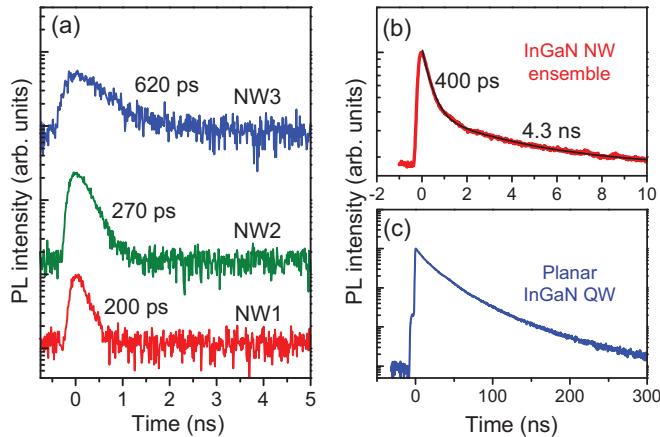 (a)
PL intensity (arb. units)
620 ps
NW3
270 ps
NW2
200 ps
NW1
0 1 2 3 4 5
Time (ns)
(b)
PL intensity (arb. units)
InGaN NW
ensemble
400 ps
4.3 ns
-2 0 2 4 6 8 10
(c)
Planar
InGaN QW
0 100 200 300
Time (ns)